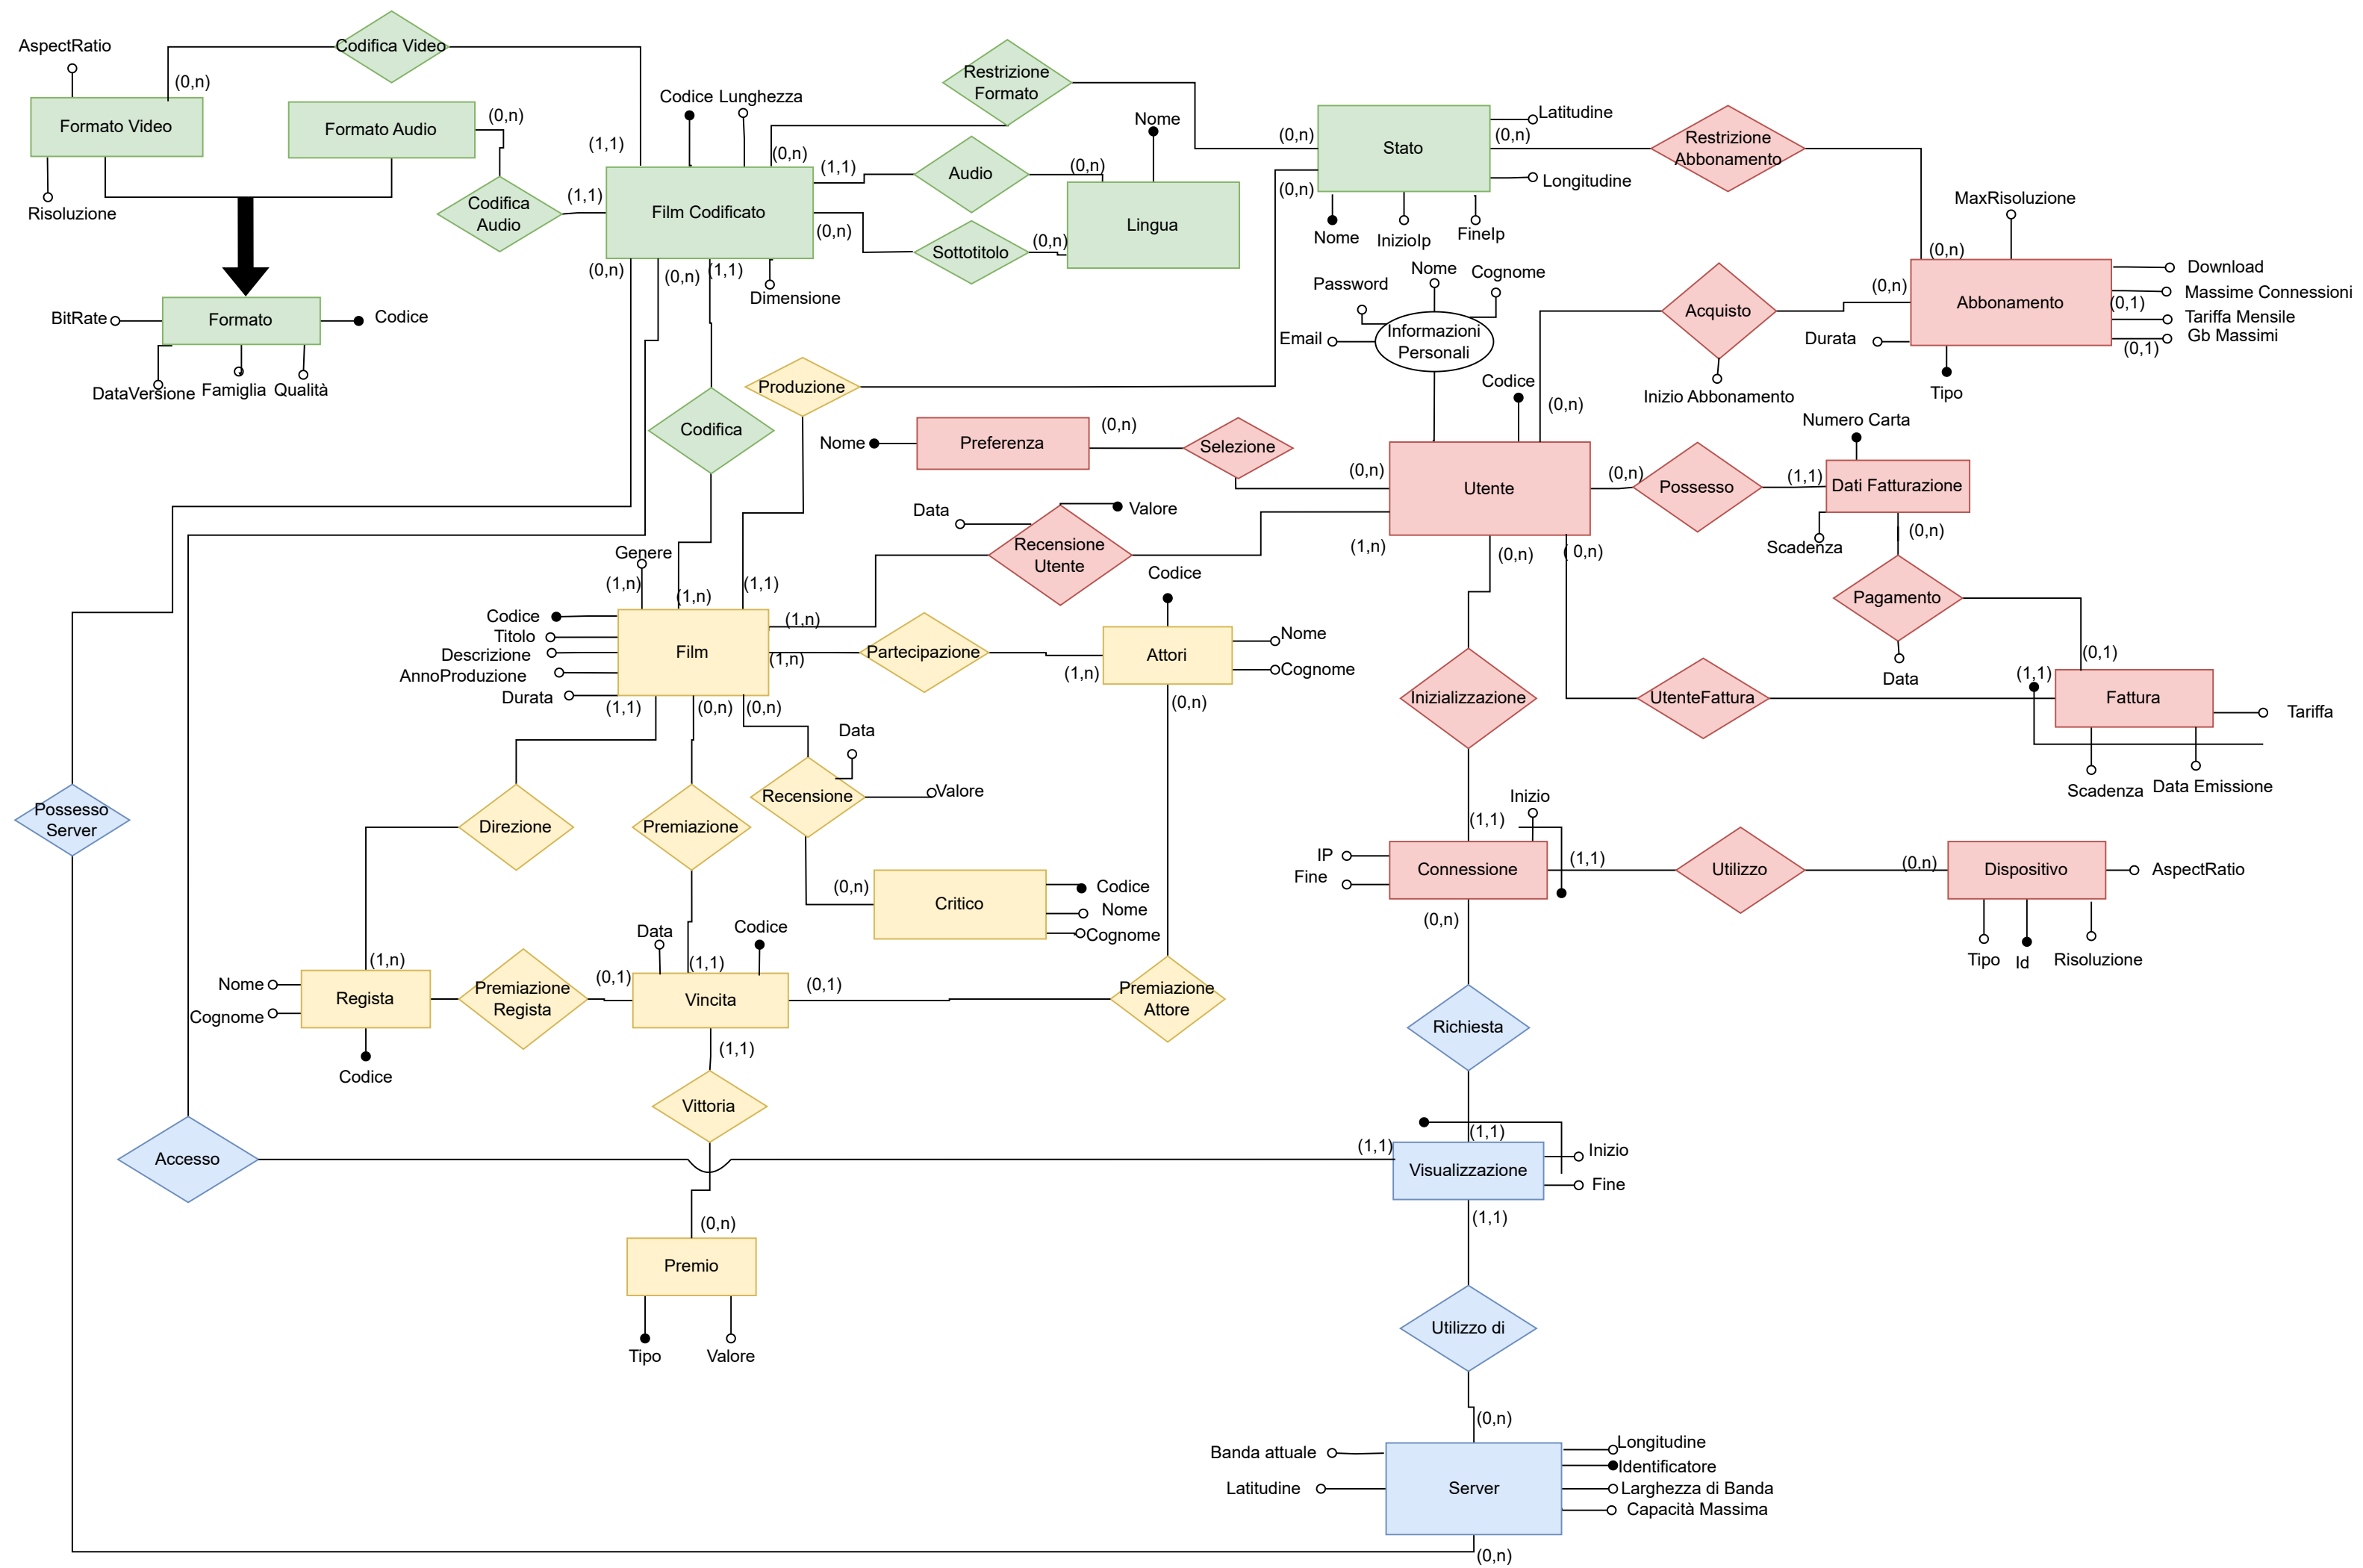 AspectRatio
Codifica Video
(0,n)
Formato Video
Formato Audio
(0,n)
Risoluzione
Codifica
Audio
(1,1)
(1,1)
Codice
Lunghezza
(0,n)
Film Codificato
(1,1)
(0,n)
(0,n)
(0,n)
(1,1)
Dimensione
Restrizione
Formato
Audio
(0,n)
Nome
Lingua
Sottotitolo
(0,n)
(0,n)
(0,n)
Stato
Latitudine
(0,n)
Longitudine
Nome
InizioIp
FineIp
Restrizione
Abbonamento
MaxRisoluzione
(0,n)
(0,n)
Abbonamento
Download
Massime Connessioni
(0,1)
Tariffa Mensile
Gb Massimi
(0,1)
Durata
Tipo
Acquisto
Inizio Abbonamento
BitRate
Formato
Codice
DataVersione
Famiglia
Qualità
Password
Nome
Cognome
Email
Informazioni
Personali
Codice
(0,n)
Produzione
Codifica
Nome
Preferenza
(0,n)
Selezione
(0,n)
Utente
(0,n)
Possesso
(1,1)
Numero Carta
Dati Fatturazione
Scadenza
(0,n)
Data
Valore
Recensione
Utente
(1,n)
(0,n)
( 0,n)
Pagamento
Data
(0,1)
Genere
(1,n)
(1,n)
(1,1)
Codice
Titolo
Descrizione
AnnoProduzione
Durata
Film
(1,n)
(1,n)
(1,1)
(0,n)
(0,n)
Partecipazione
Codice
Attori
(1,n)
Nome
Cognome
(0,n)
Inizializzazione
UtenteFattura
(1,1)
Fattura
Tariffa
Scadenza
Data Emissione
Possesso
Server
Direzione
Premiazione
Data
Recensione
Valore
(0,n)
Critico
Codice
Nome
Cognome
(1,1)
Inizio
IP
Fine
Connessione
(1,1)
Utilizzo
(0,n)
Dispositivo
AspectRatio
(0,n)
Tipo
Id
Risoluzione
(1,n)
Nome
Cognome
Regista
Codice
Premiazione
Regista
Data
Codice
(0,1)
(1,1)
Vincita
(0,1)
(1,1)
Premiazione
Attore
Richiesta
Vittoria
Accesso
(1,1)
(1,1)
Visualizzazione
Inizio
Fine
(1,1)
(0,n)
Premio
Tipo
Valore
Utilizzo di
(0,n)
Banda attuale
Latitudine
Server
Longitudine
Identificatore
Larghezza di Banda
Capacità Massima
(0,n)